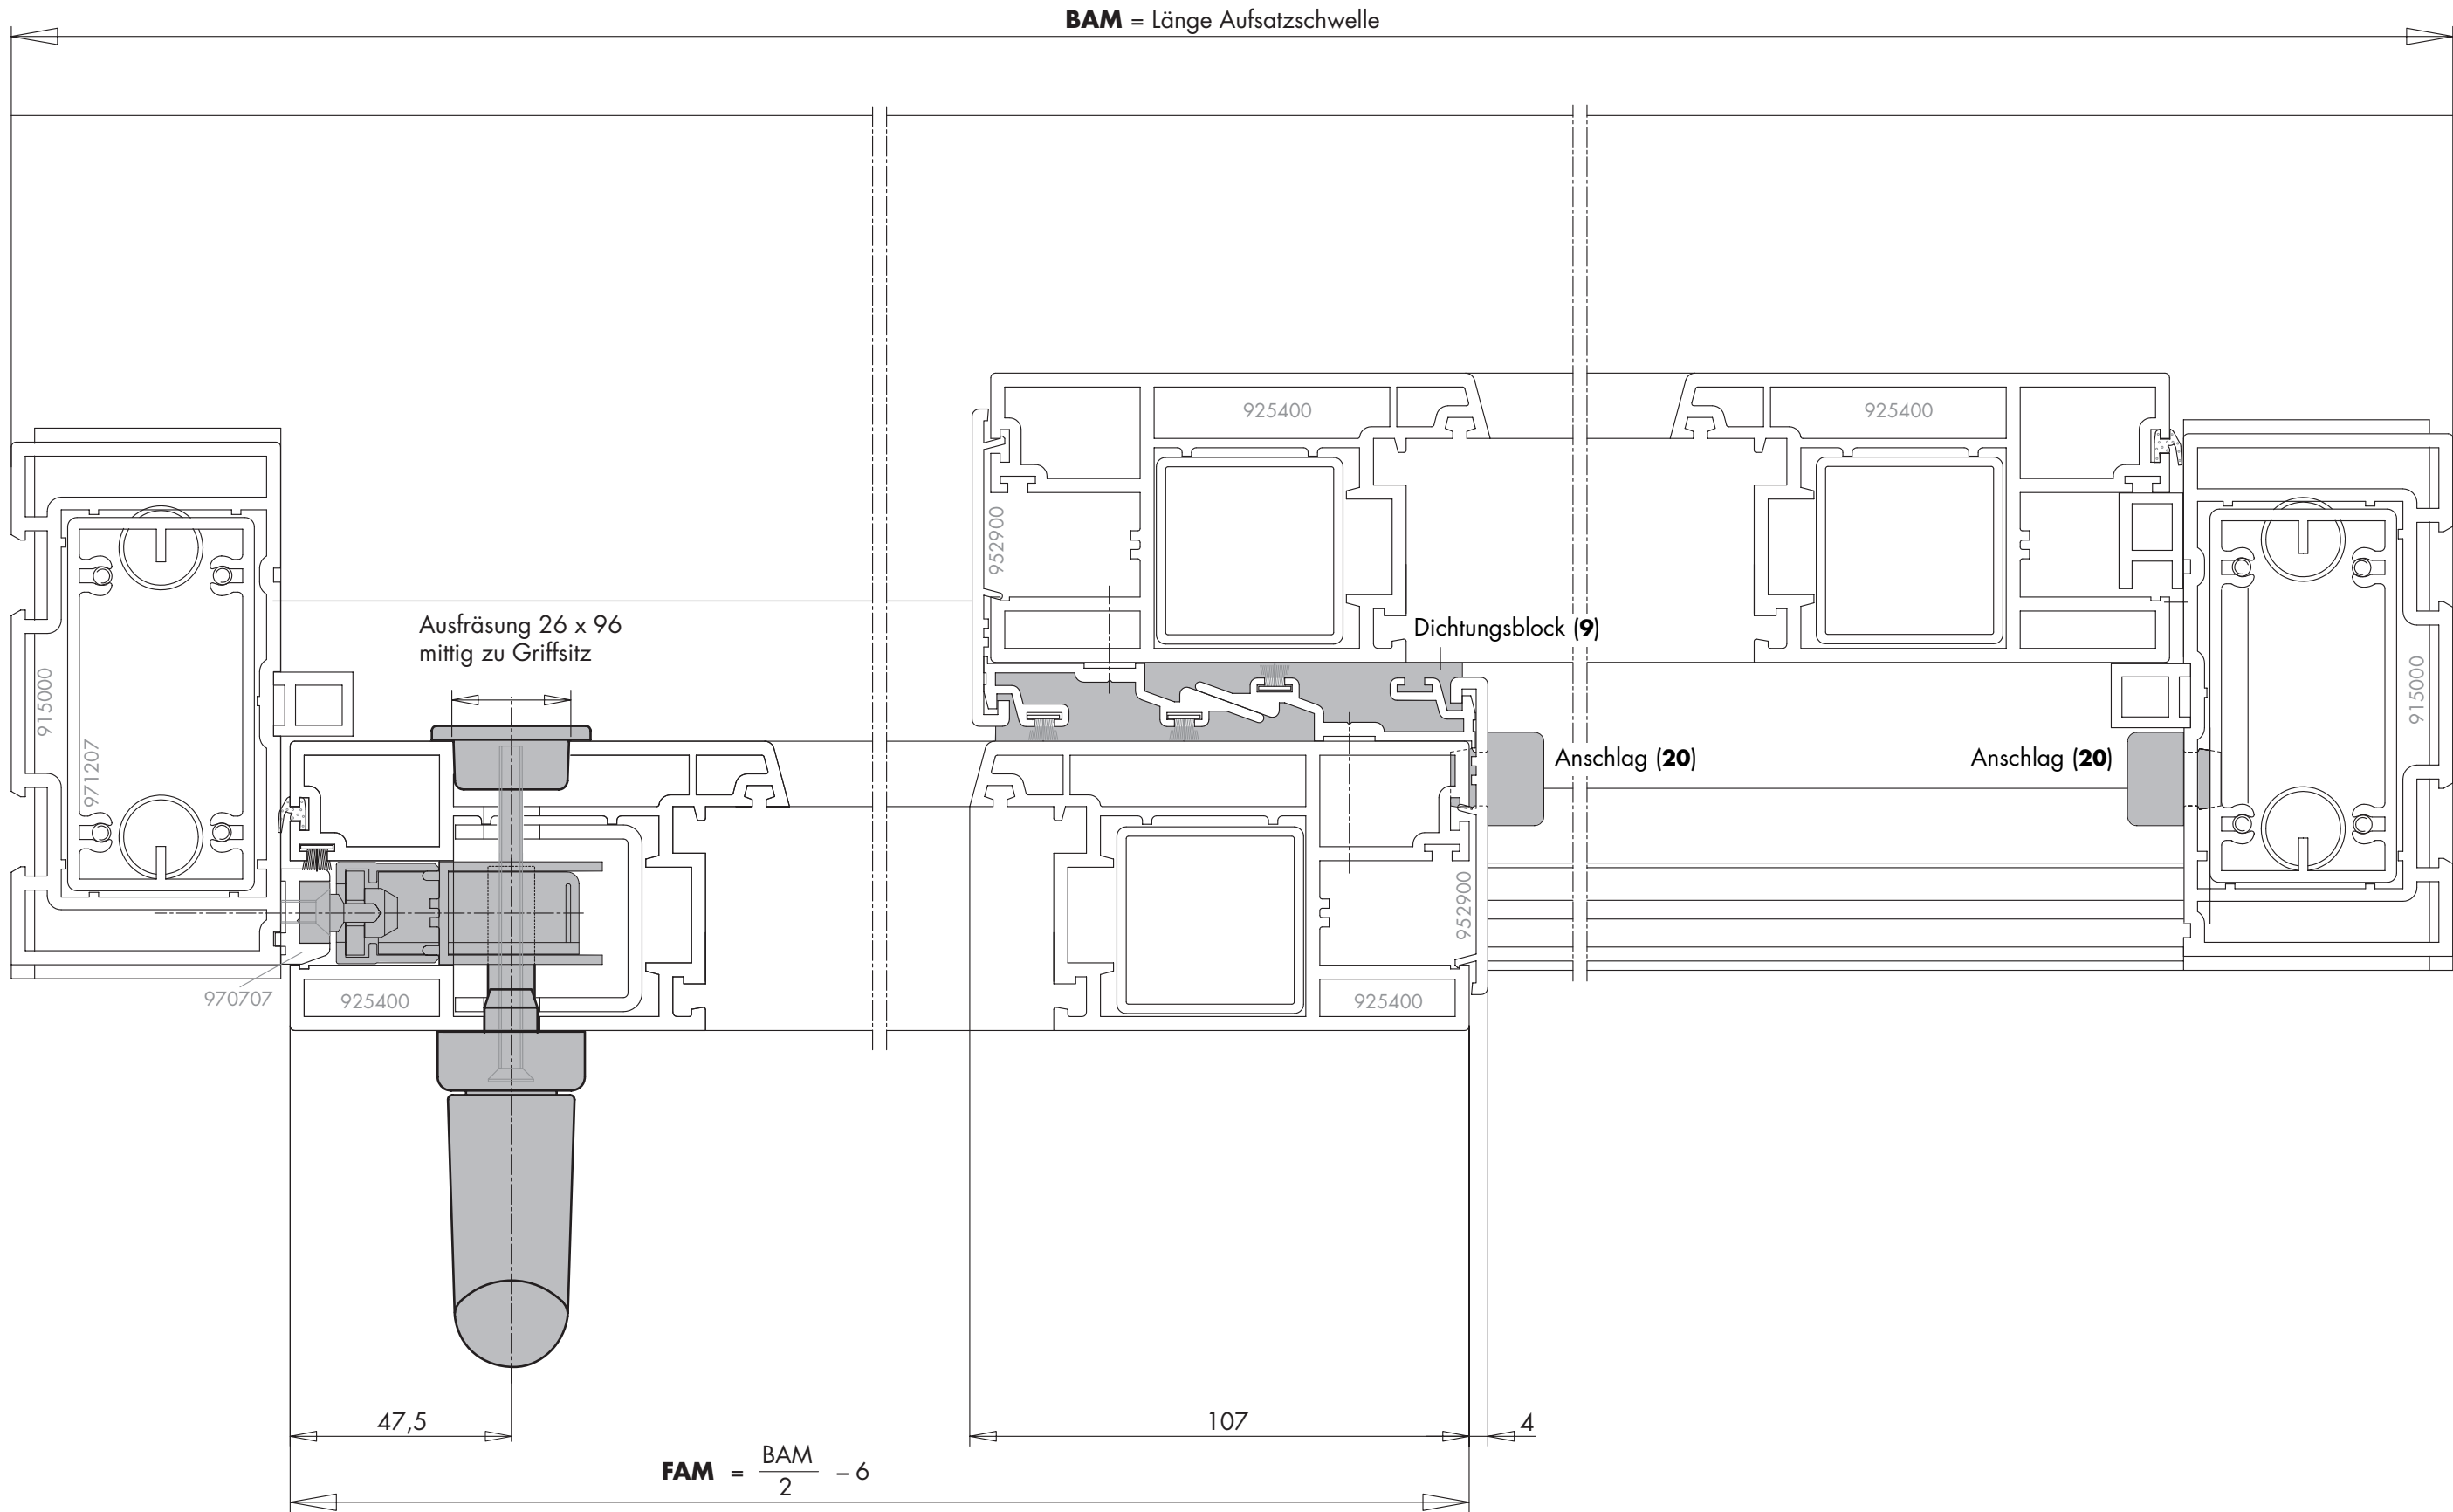 BAM = Länge Aufsatzschwelle
925400
925400
952900
Ausfräsung 26 x 96
mittig zu Griffsitz
Dichtungsblock (9)
915000
971207
915000
Anschlag (20)
Anschlag (20)
952900
970707
925400
925400
47,5
107
4
FAM = BAM/2 – 6